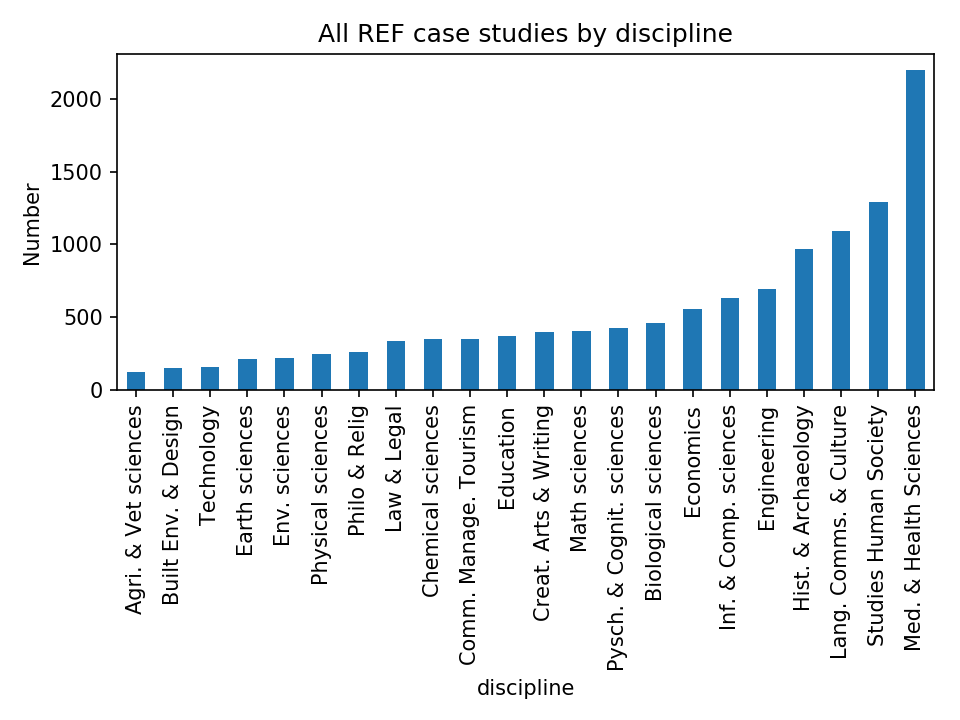 All REF case studies by discipline
Number
2000
1500
1000
500
0
Agri. & Vet sciences
Built Env. & Design
Technology
Earth sciences
Env. sciences
Physical sciences
Philo & Relig
Law & Legal
Chemical sciences
Comm. Manage. Tourism
Education
Creat. Arts & Writing
Math sciences
Pysch. & Cognit. sciences
Biological sciences
Economics
Inf. & Comp. sciences
Engineering
Hist. & Archaeology
Lang. Comms. & Culture
Studies Human Society
Med. & Health Sciences
discipline